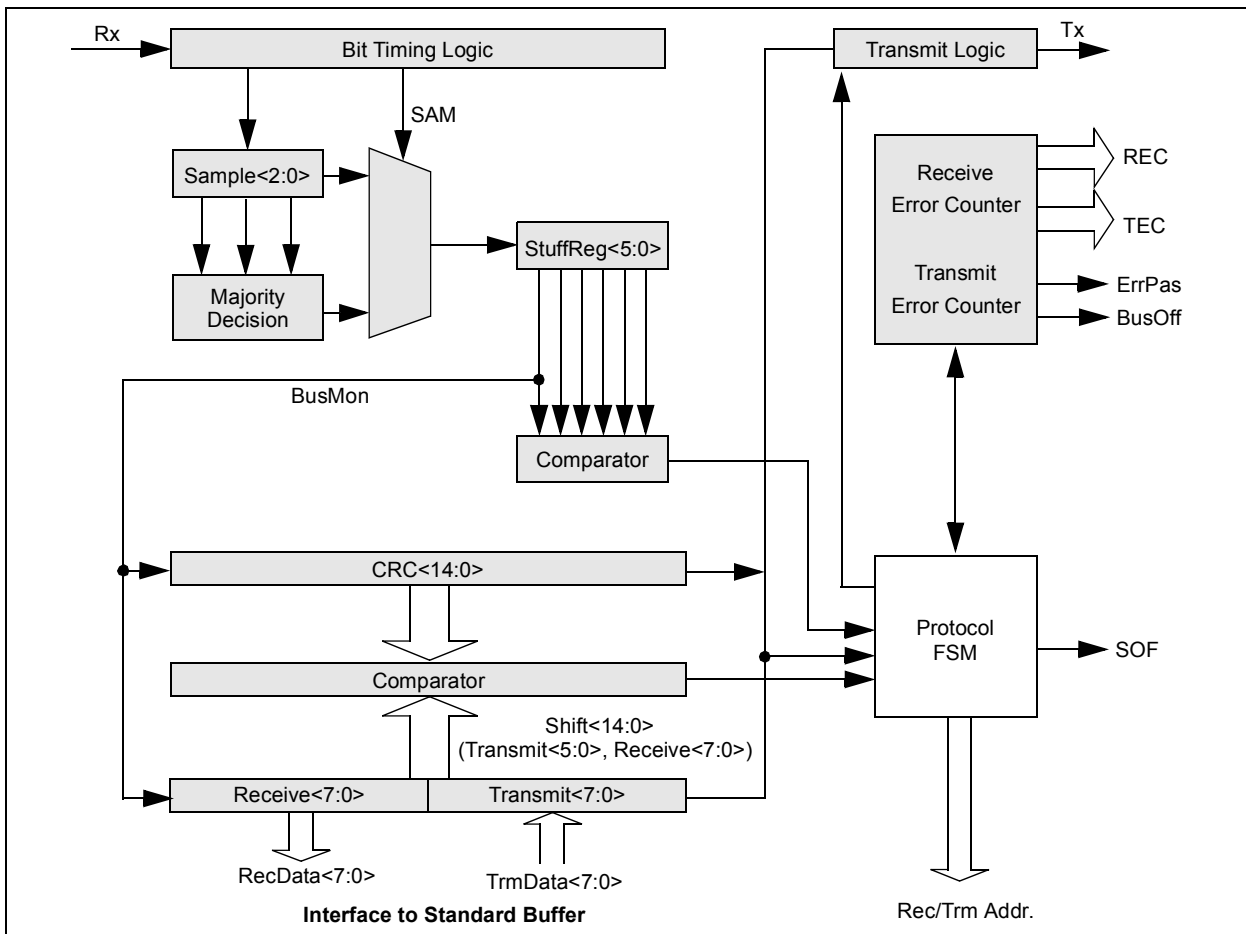 Rx
Bit Timing Logic
Transmit Logic
Tx
SAM
Sample<2:0>
Receive
Error Counter
REC
TEC
StuffReg<5:0>
Majority
Decision
Transmit
Error Counter
ErrPas
BusOff
BusMon
Comparator
CRC<14:0>
Protocol
FSM
SOF
Comparator
Shift<14:0>
(Transmit<5:0>, Receive<7:0>)
Receive<7:0>
Transmit<7:0>
RecData<7:0>
TrmData<7:0>
Interface to Standard Buffer
Rec/Trm Addr.